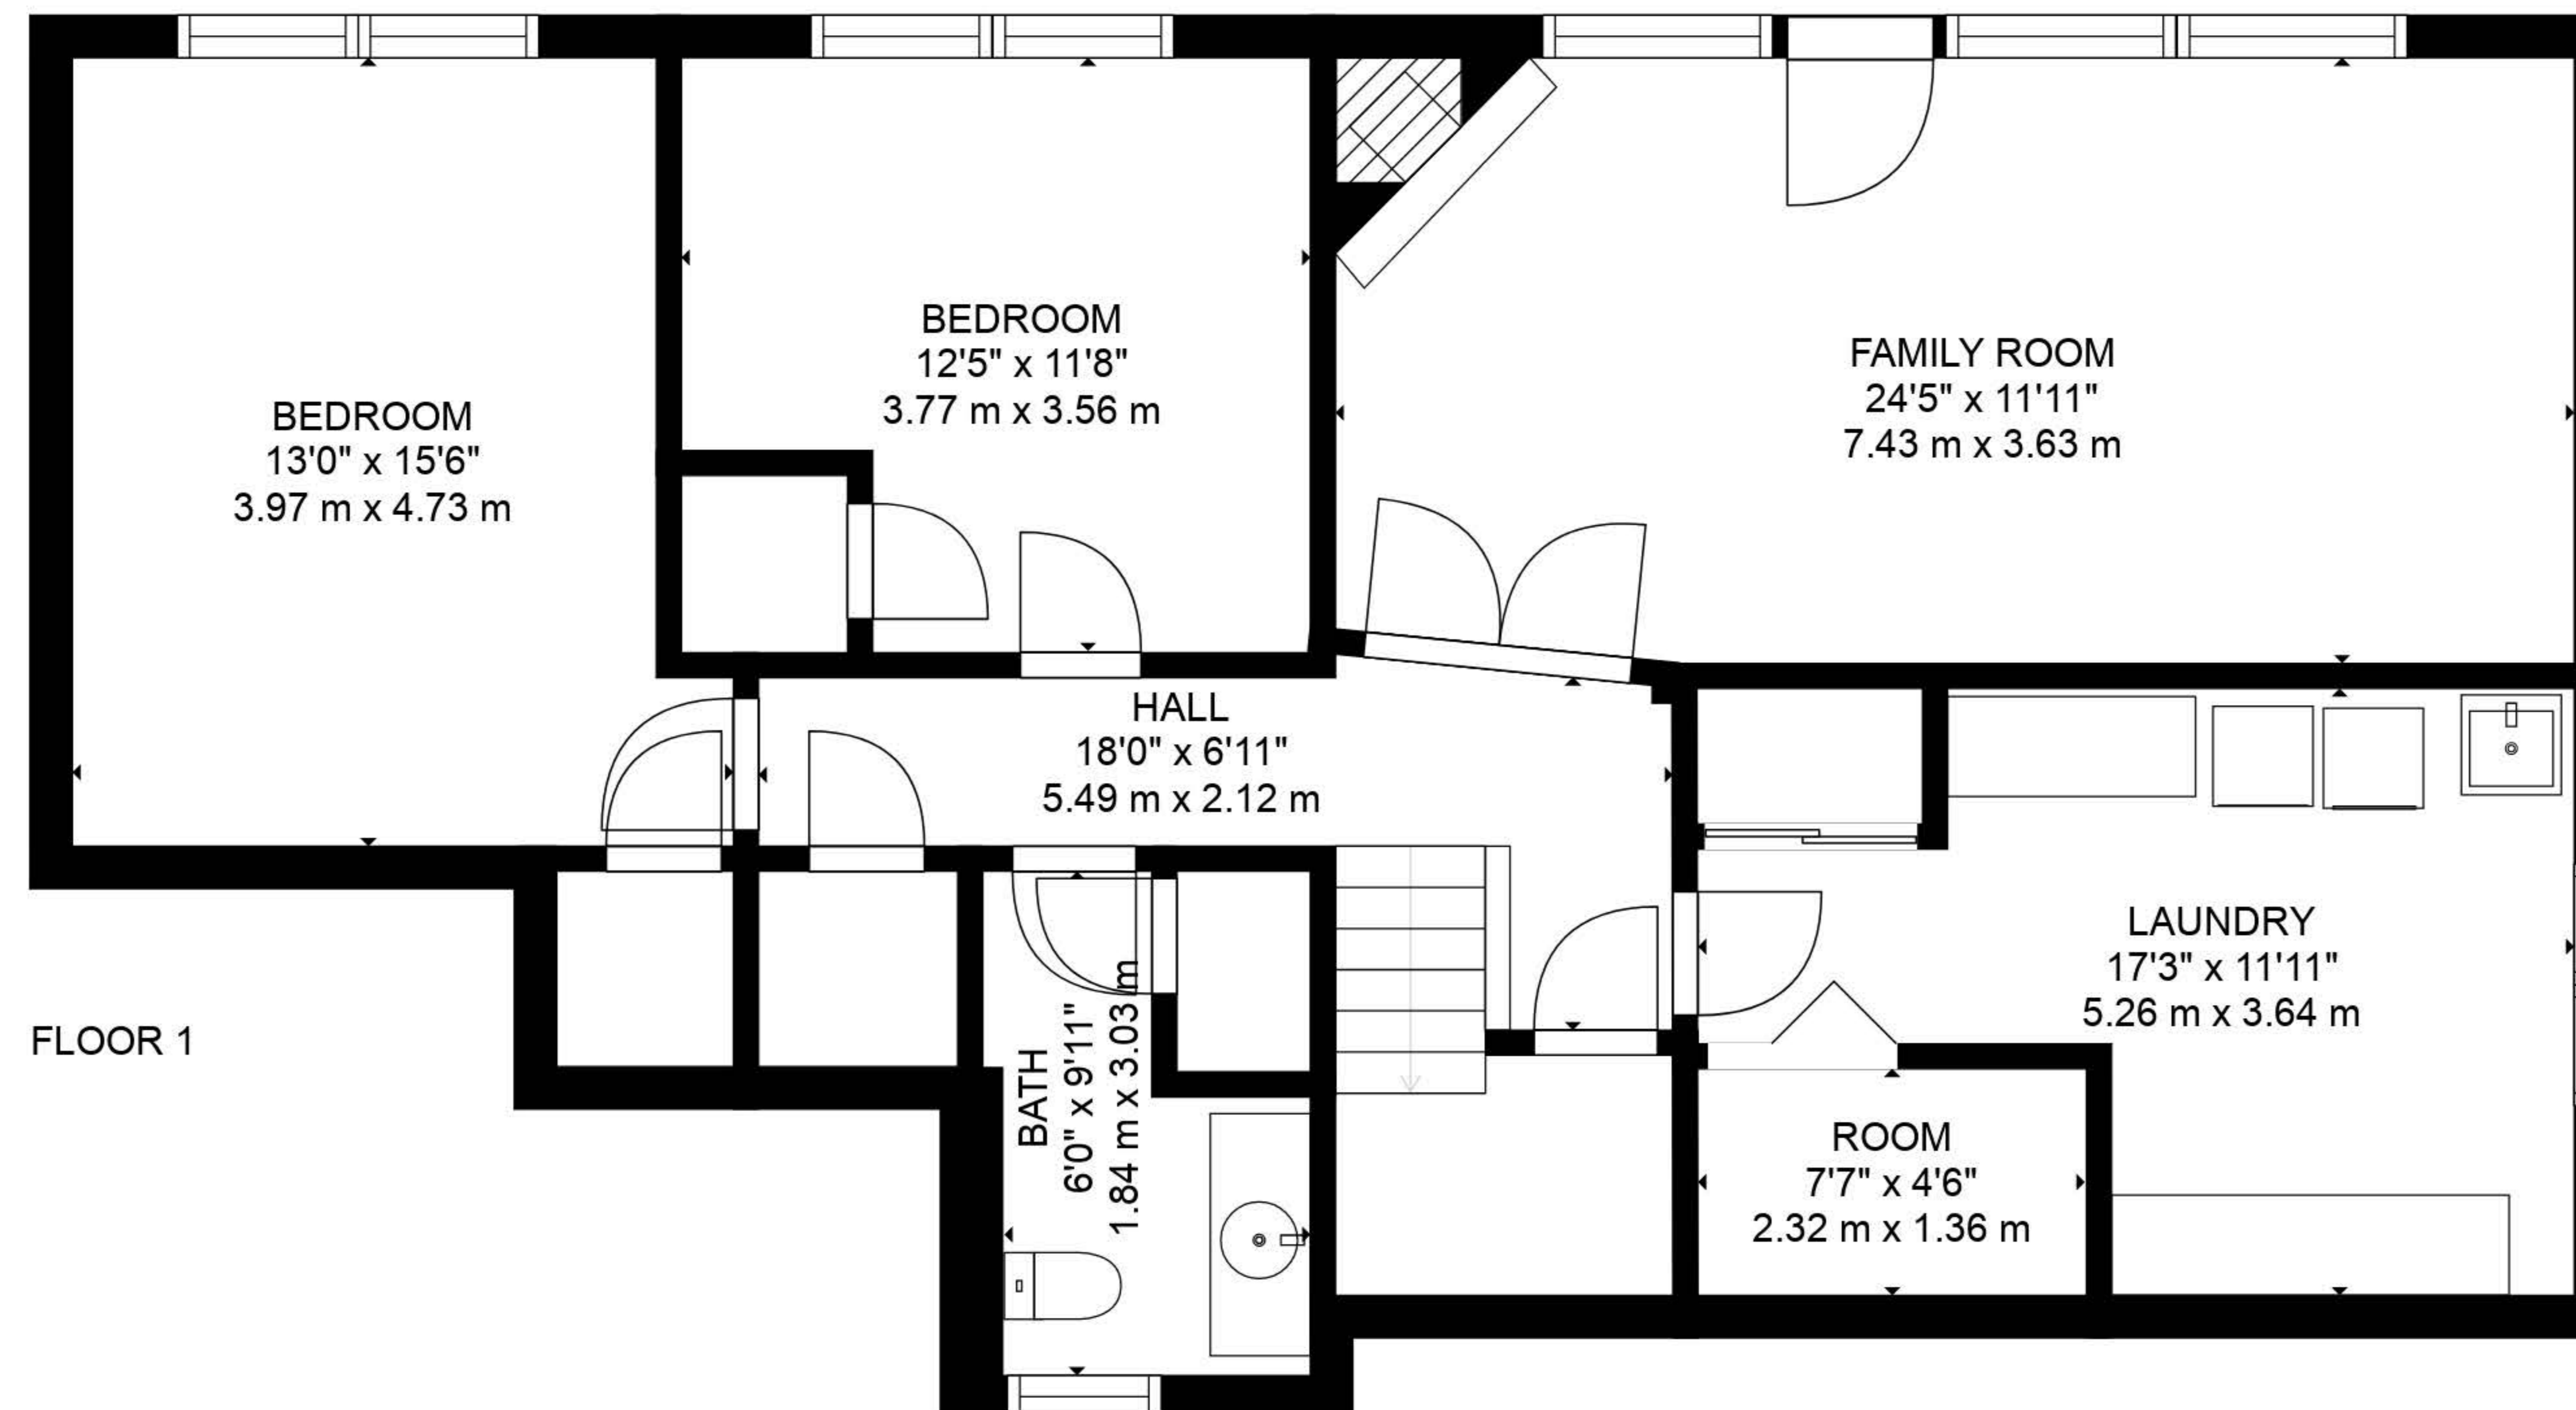 BEDROOM
13'0" x 15'6"
3.97 m x 4.73 m
BEDROOM
12'5" x 11'8"
3.77 m x 3.56 m
FAMILY ROOM
24'5" x 11'11"
7.43 m x 3.63 m
HALL
18'0" x 6'11"
5.49 m x 2.12 m
LAUNDRY
17'3" x 11'11"
5.26 m x 3.64 m
FLOOR 1
BATH
6'0" x 9'11"
1.84 m x 3.03 m
ROOM
7'7" x 4'6"
2.32 m x 1.36 m